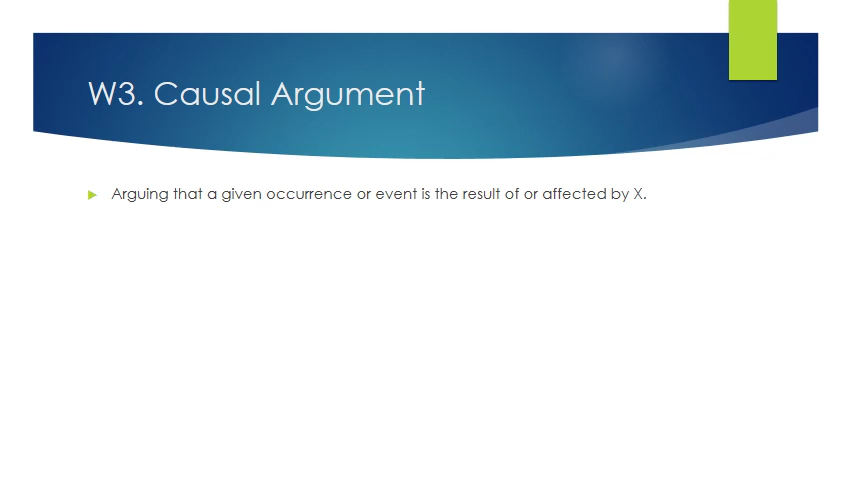 W3. Causal Argument
Arguing that a given occurrence or event is the result of or affected by X.